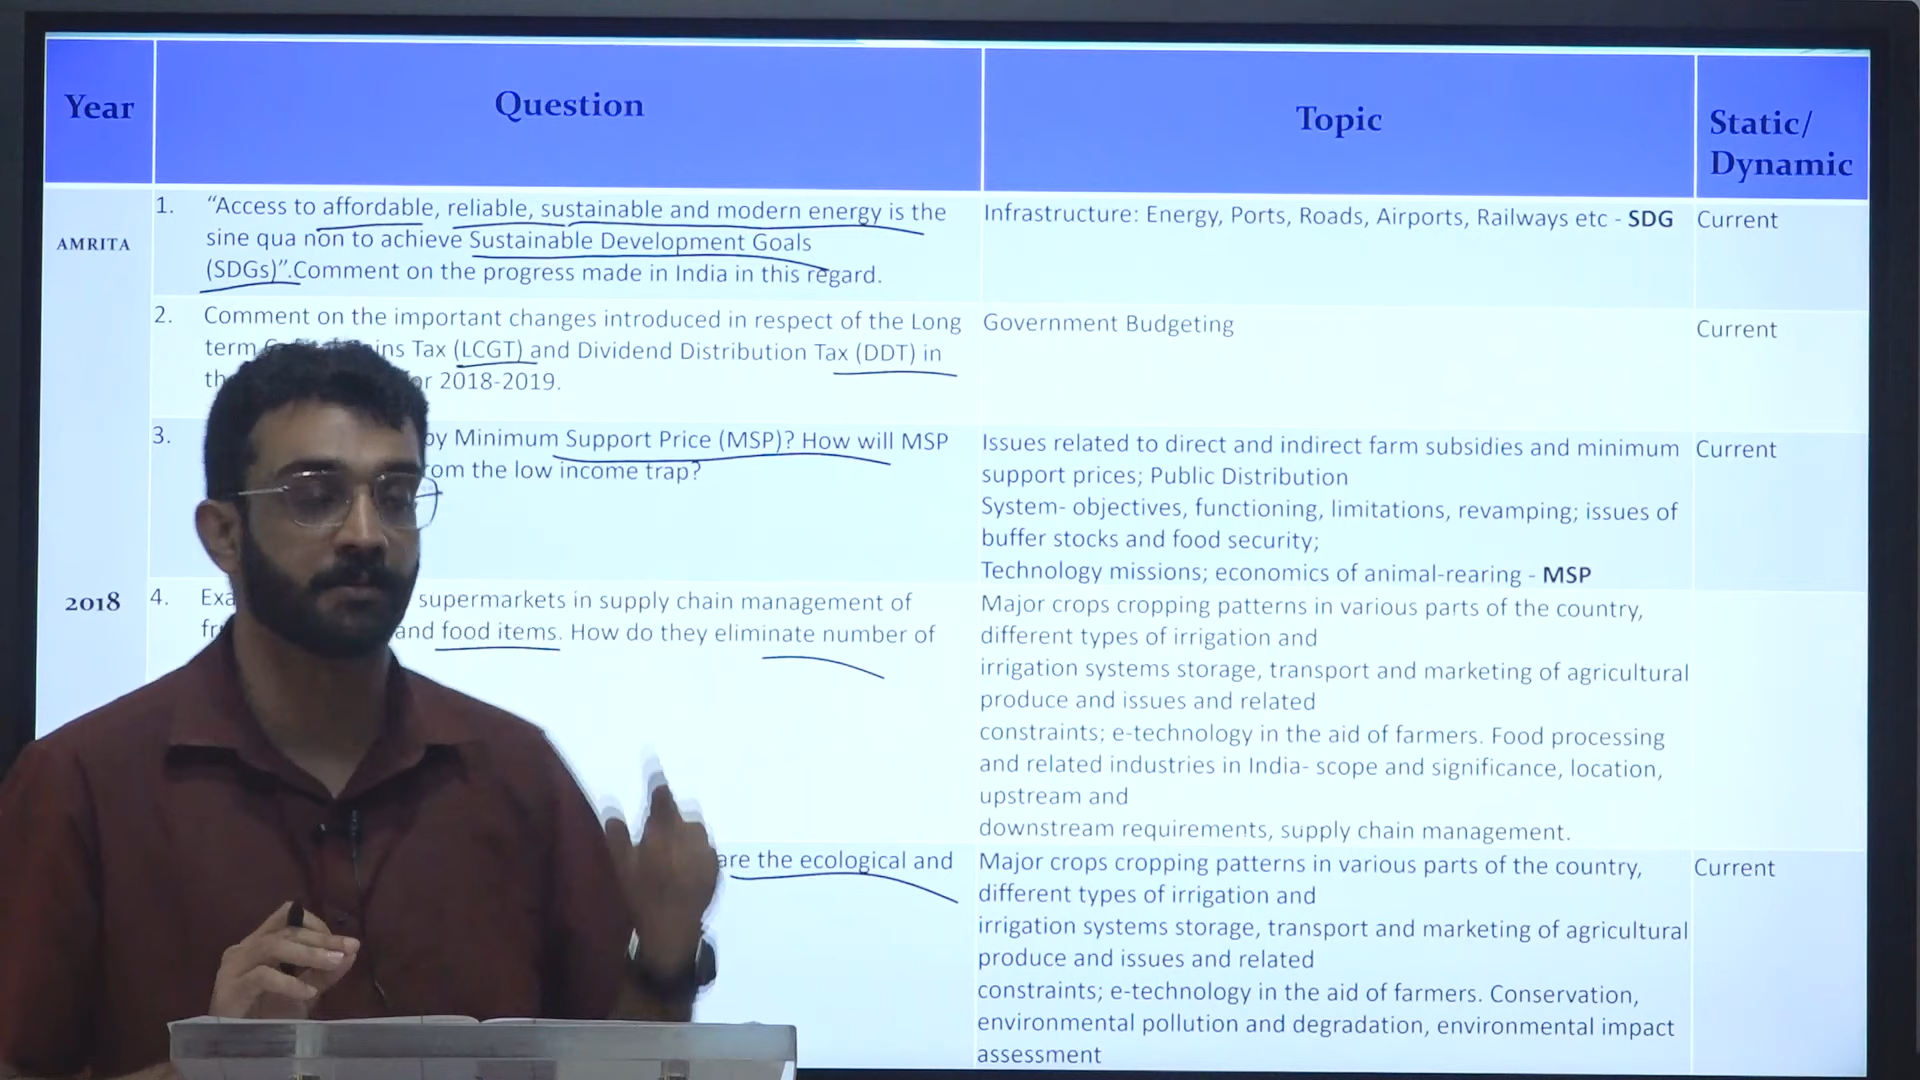 Year
Question
Topic
Static/
Dynamic
AMRITA
2018
1. “Access to affordable, reliable, sustainable and modern energy is the
sine qua non to achieve Sustainable Development Goals
(SDGs)”.Comment on the progress made in India in this regard.
Infrastructure: Energy, Ports, Roads, Airports, Railways etc - SDG
Current
2. Comment on the important changes introduced in respect of the Long
term Tax (LCGT) and Dividend Distribution Tax (DDT) in
2018-2019.
Government Budgeting
Current
3. by Minimum Support Price (MSP)? How will MSP
the low income trap?
Issues related to direct and indirect farm subsidies and minimum
support prices; Public Distribution
System- objectives, functioning, limitations, revamping; issues of
buffer stocks and food security;
Technology missions; economics of animal-rearing - MSP
Current
4. supermarkets in supply chain management of
and food items. How do they eliminate number of
Major crops cropping patterns in various parts of the country,
different types of irrigation and
irrigation systems storage, transport and marketing of agricultural
produce and issues and related
constraints; e-technology in the aid of farmers. Food processing
and related industries in India- scope and significance, location,
upstream and
downstream requirements, supply chain management.
are the ecological and
Major crops cropping patterns in various parts of the country,
different types of irrigation and
irrigation systems storage, transport and marketing of agricultural
produce and issues and related
constraints; e-technology in the aid of farmers. Conservation,
environmental pollution and degradation, environmental impact
assessment
Current